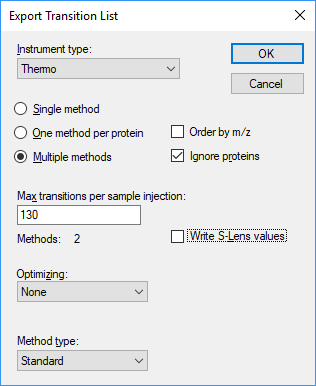 Export Transition List
Instrument type:
OK
Thermo
Cancel
Single method
One method per protein
Order by m/z
Multiple methods
Ignore proteins
Max transitions per sample injection:
130
Methods: 2
Write S-Lens values
Optimizing:
None
Method type:
Standard